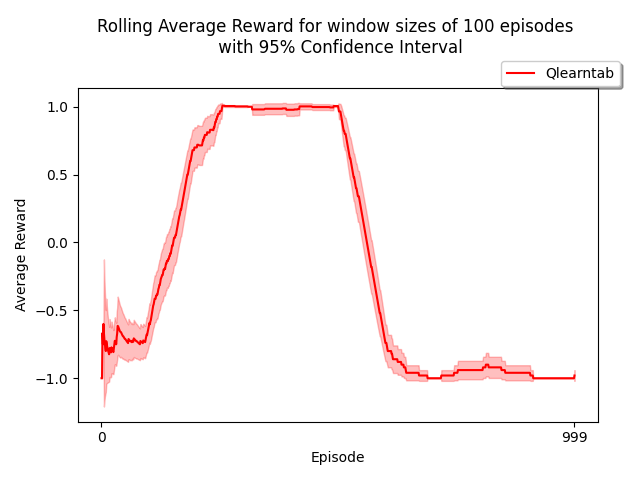 Rolling Average Reward for window sizes of 100 episodes
with 95% Confidence Interval
Qlearntab
1.0
0.5
0.0
−0.5
−1.0
Average Reward
0
999
Episode